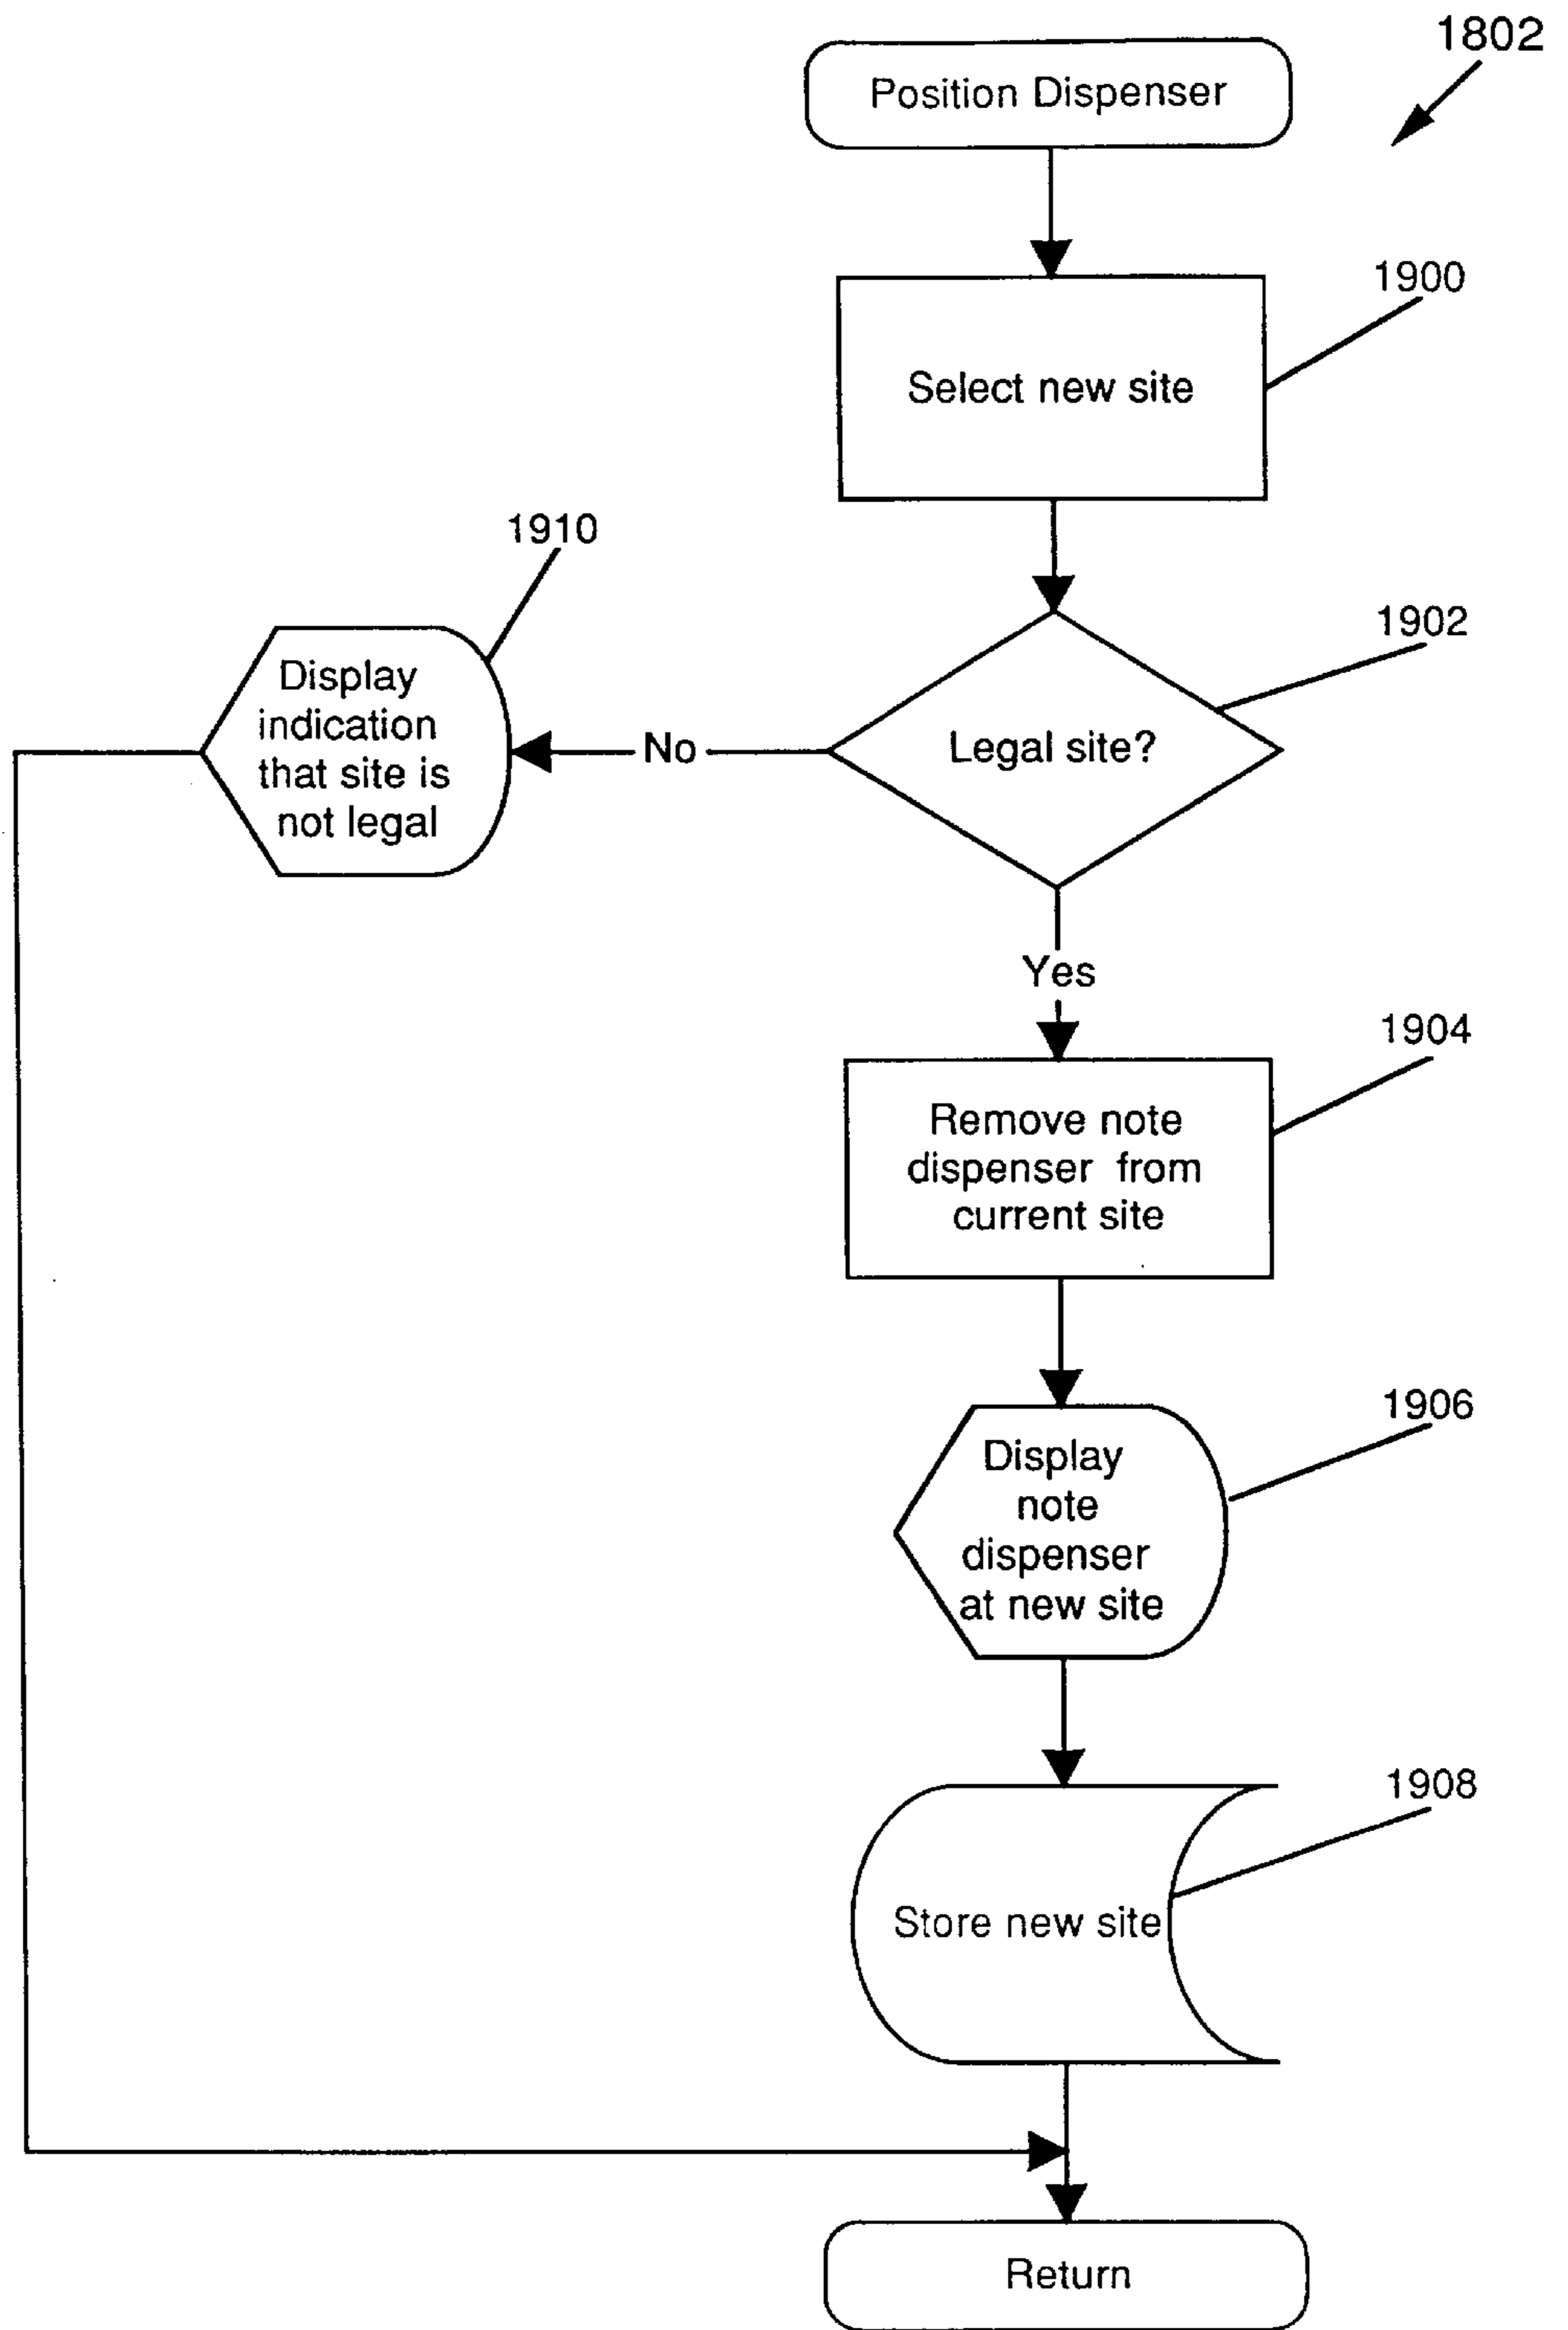 1802
Position Dispenser
1900
Select new site
1910
1902
Display
indication
that site is
not legal
No
Legal site?
Yes
1904
Remove note
dispenser from
current site
1906
Display
note
dispenser
at new site
1908
Store new site
Return